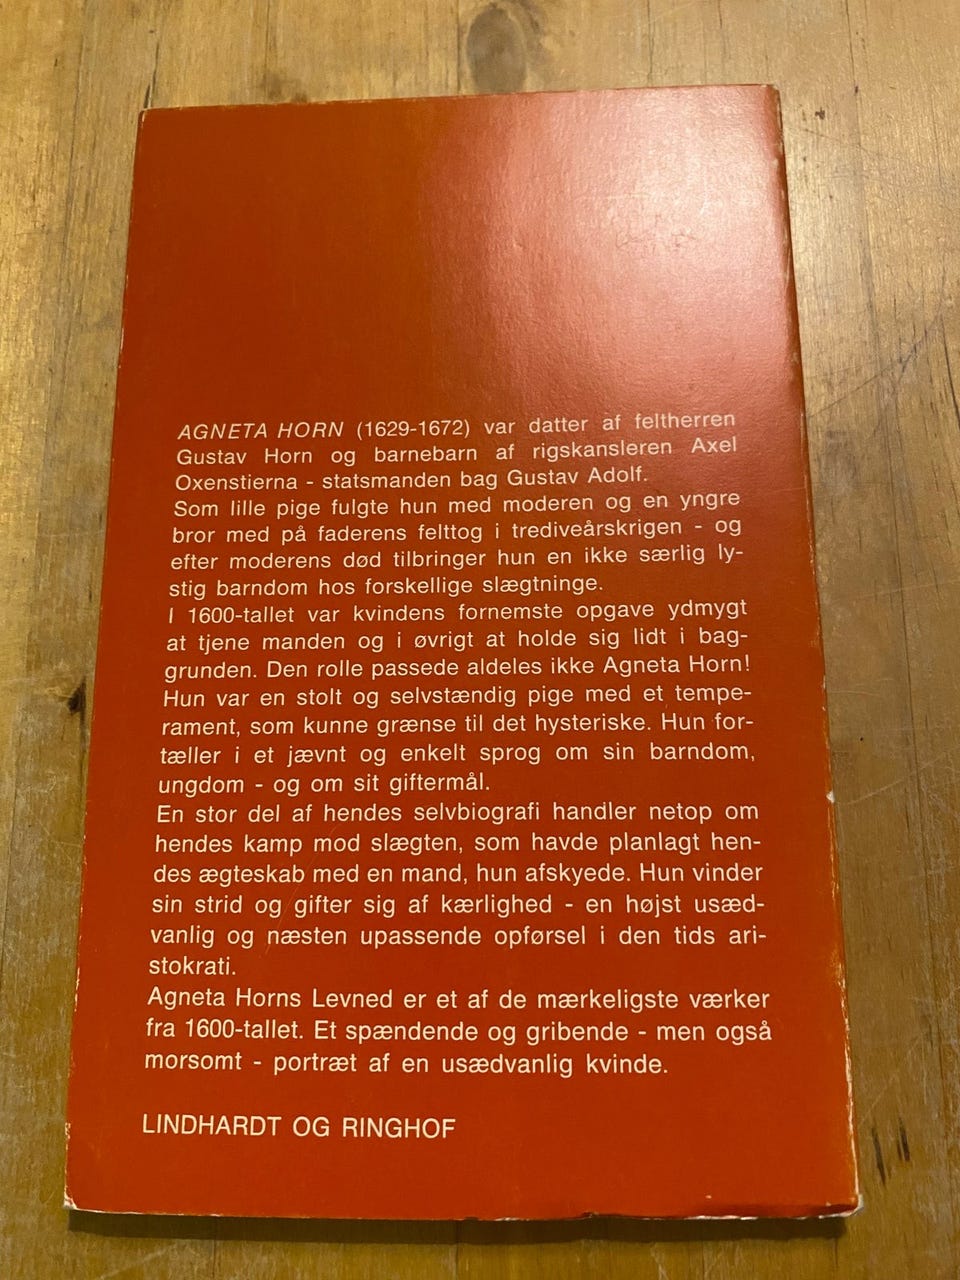 AGNETA HORN (1629-1672) var datter af feltherren
Gustav Horn og barnebarn af rigskansleren Axel
Oxenstierna - statsmanden bag Gustav Adolf.
Som lille pige fulgte hun med moderen og en yngre
bror med på faderens felttog i trediveårskrigen - og
efter moderens død tilbringer hun en ikke særlig ly-
stig barndom hos forskellige slægtninge.
I 1600-tallet var kvindens fornemste opgave ydmygt
at tjene manden og i øvrigt at holde sig lidt i bag-
grunden. Den rolle passede aldeles ikke Agneta Horn!
Hun var en stolt og selvstændig pige med et tempe-
rament, som kunne grænse til det hysteriske. Hun for-
tæller i et jævnt og enkelt sprog om sin barndom,
ungdom - og om sit giftermål.
En stor del af hendes selvbiografi handler netop om
hendes kamp mod slægten, som havde planlagt hen-
des ægteskab med en mand, hun afskyede. Hun vinder
sin strid og gifter sig af kærlighed - en højst usæd-
vanlig og næsten upassende opførsel i den tids ari-
stokrati.
Agneta Horns Levned er et af de mærkeligste værker
fra 1600-tallet. Et spændende og gribende - men også
morsomt - portræt af en usædvanlig kvinde.
LINDHARDT OG RINGHOF